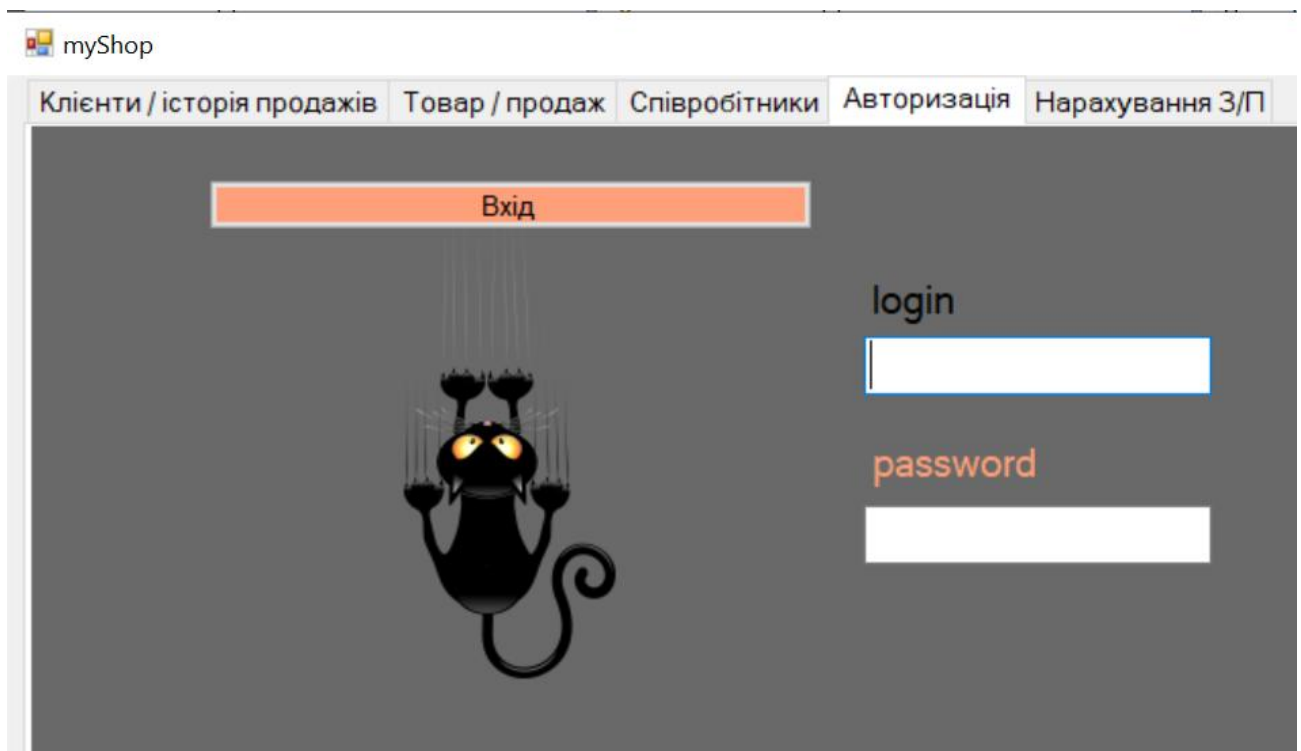 myShop
Клієнти / історія продажів Товар / продаж Співробітники Авторизація Нарахування З/П
Вхід
login
password